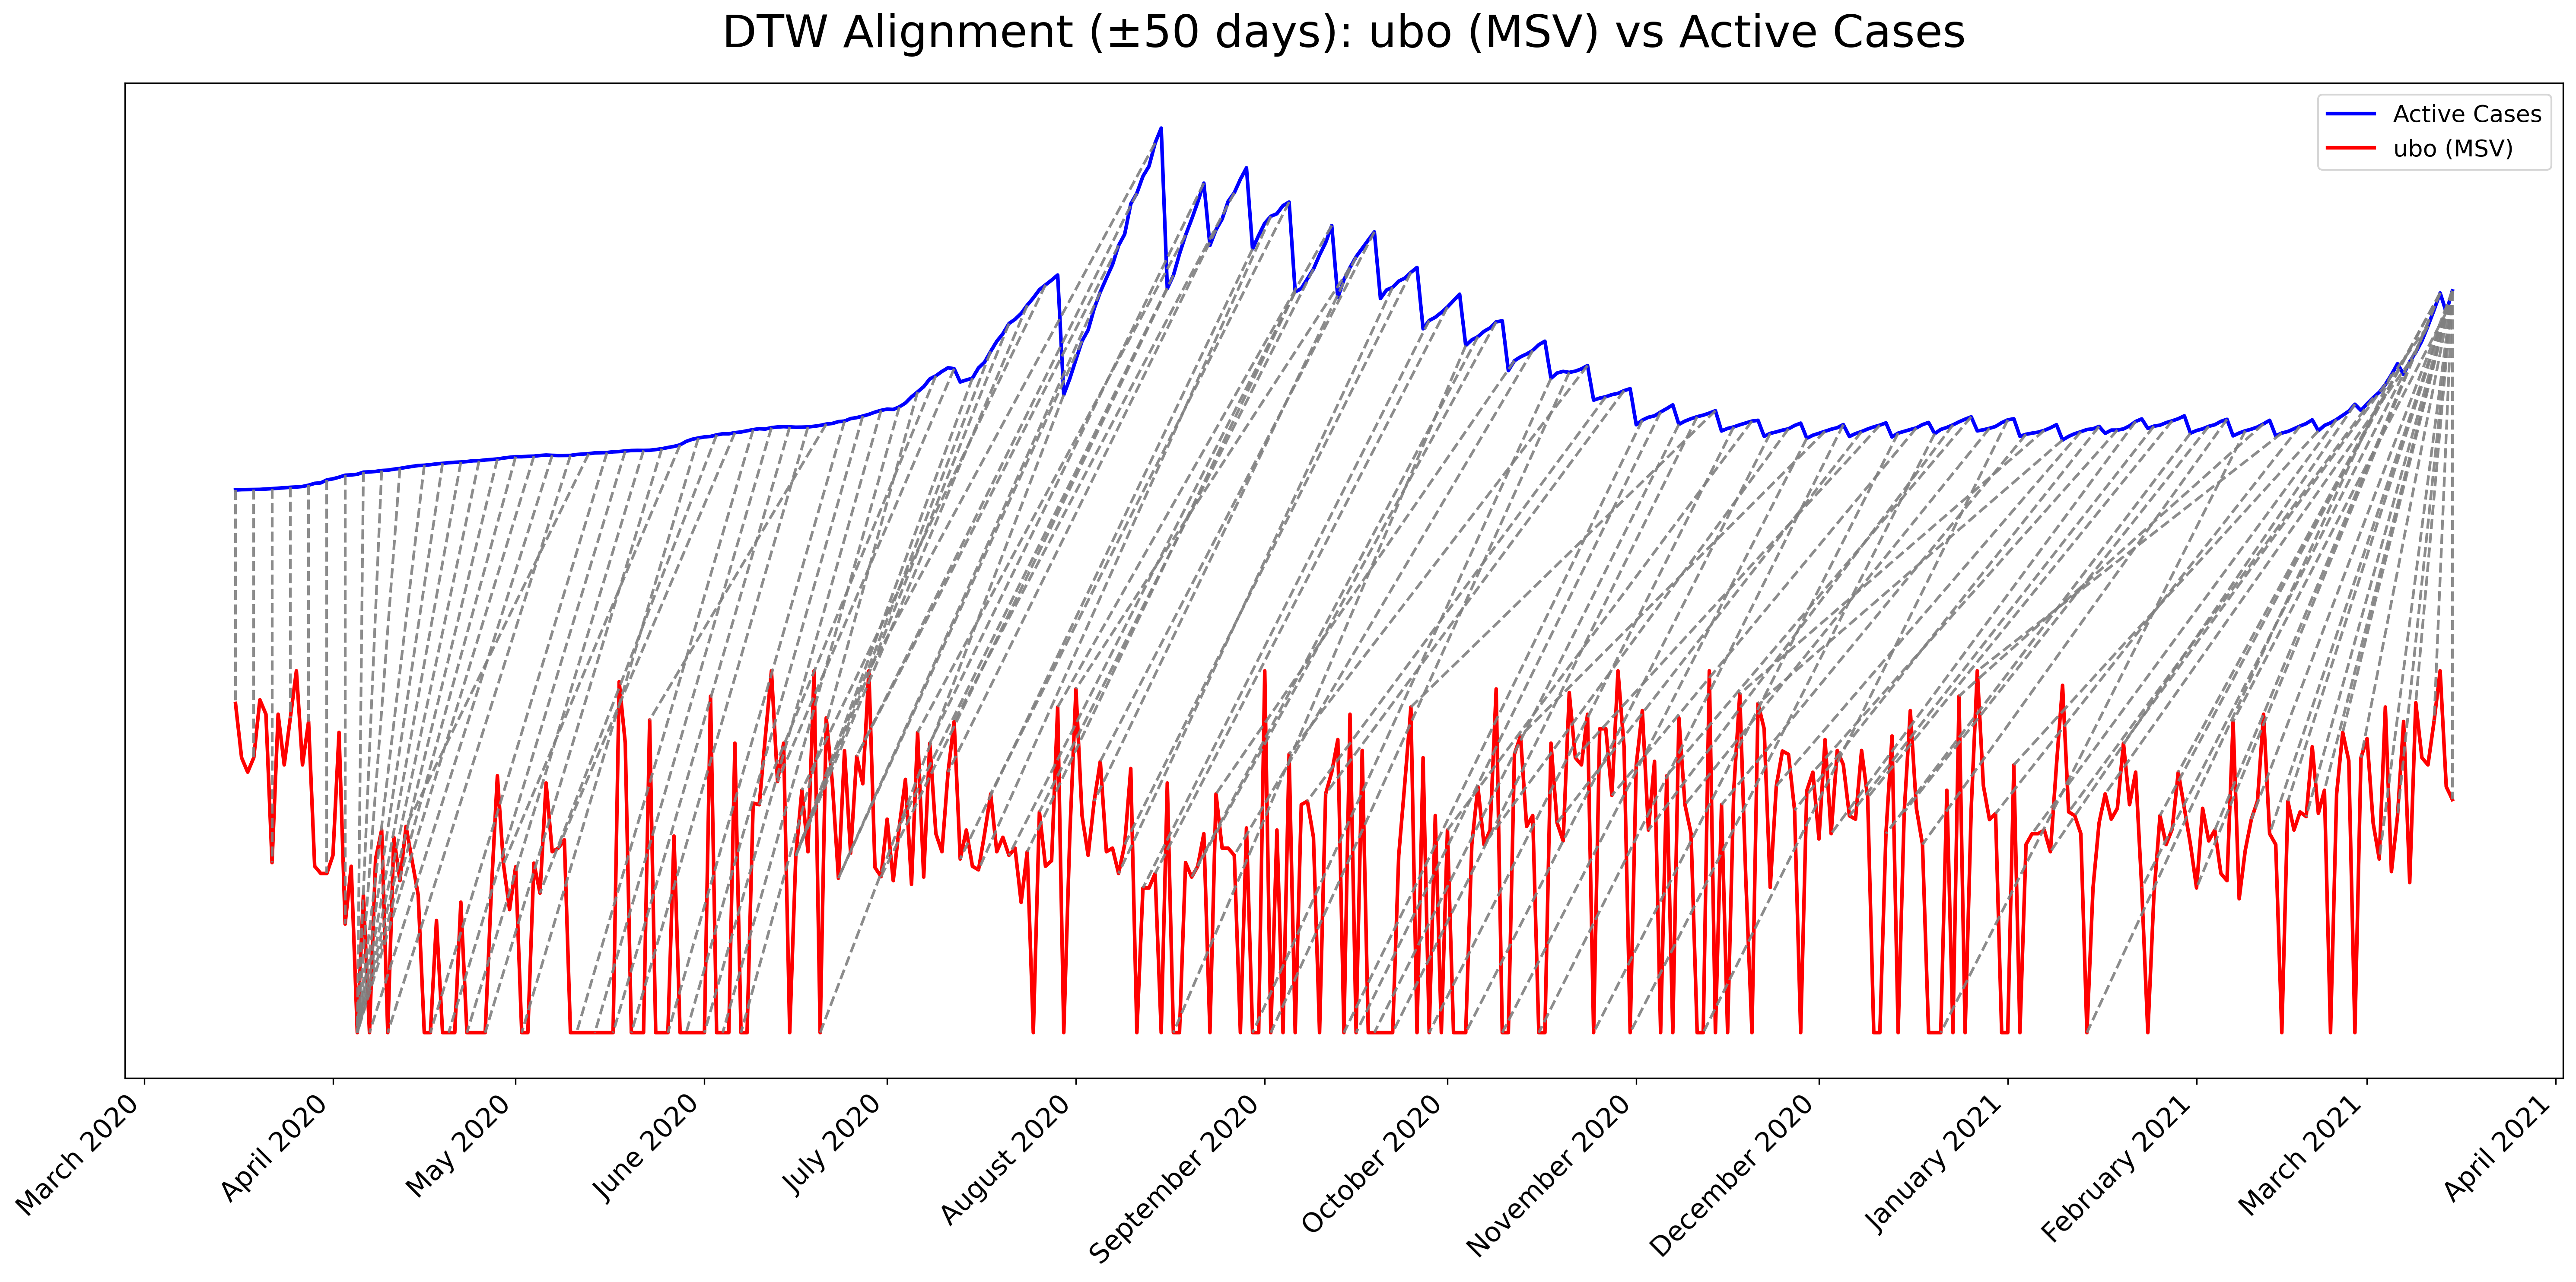 DTW Alignment (±50 days): ubo (MSV) vs Active Cases
Active Cases
ubo (MSV)
March 2020
April 2020
May 2020
June 2020
July 2020
August 2020
September 2020
October 2020
November 2020
December 2020
January 2021
February 2021
March 2021
April 2021